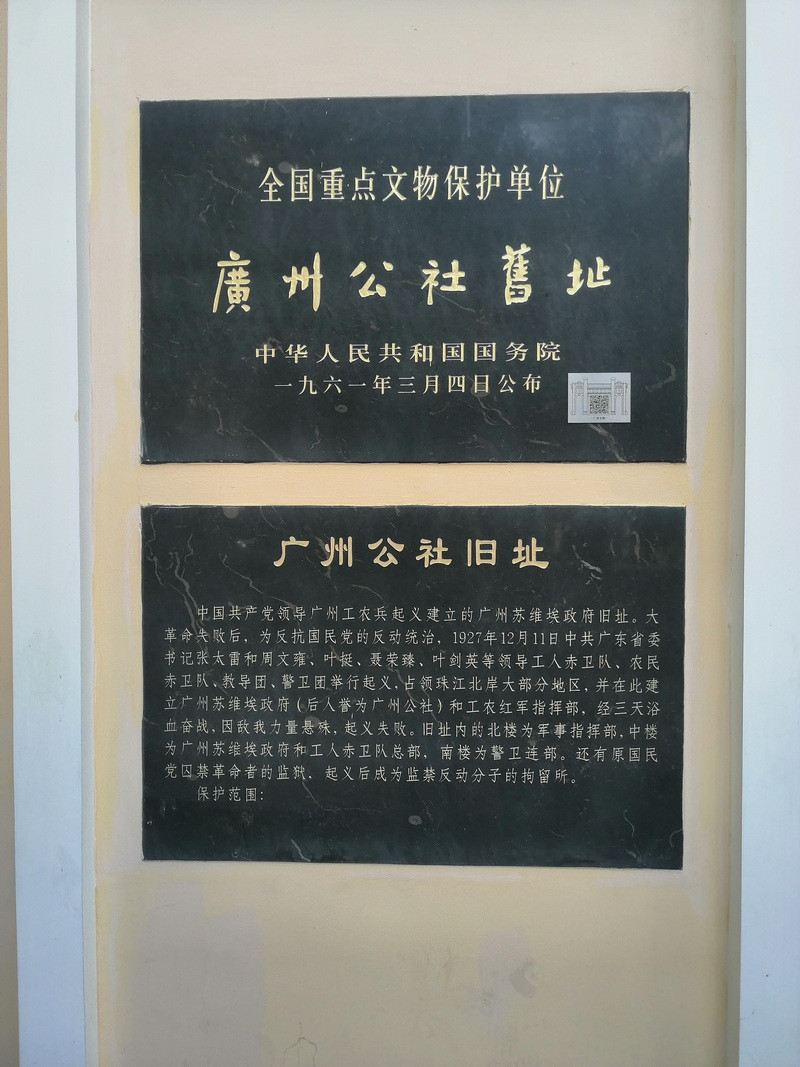 全国重点文物保护单位
廣州公社舊址
中华人民共和国国务院
一九六一年三月四日公布
广州公社旧址
中国共产党领导广州工农兵起义建立的广州苏维埃政府旧址。大
革命失败后，为反抗国民党的反动统治，1927年12月11日中共广东省委
书记张太雷和周文雍、叶挺、聂荣臻、叶剑英等领导工人赤卫队、农民
赤卫队、教导团、警卫团举行起义，占领珠江北岸大部分地区，并在此建
立广州苏维埃政府（后人誉为广州公社）和工农红军指挥部，经三天浴
血奋战，因敌我力量悬殊，起义失败。旧址内的北楼为军事指挥部，中楼
为广州苏维埃政府和工人赤卫队总部，南楼为警卫连部。还有原国民
党囚禁革命者的监狱，起义后成为监禁反动分子的拘留所。
保护范围：